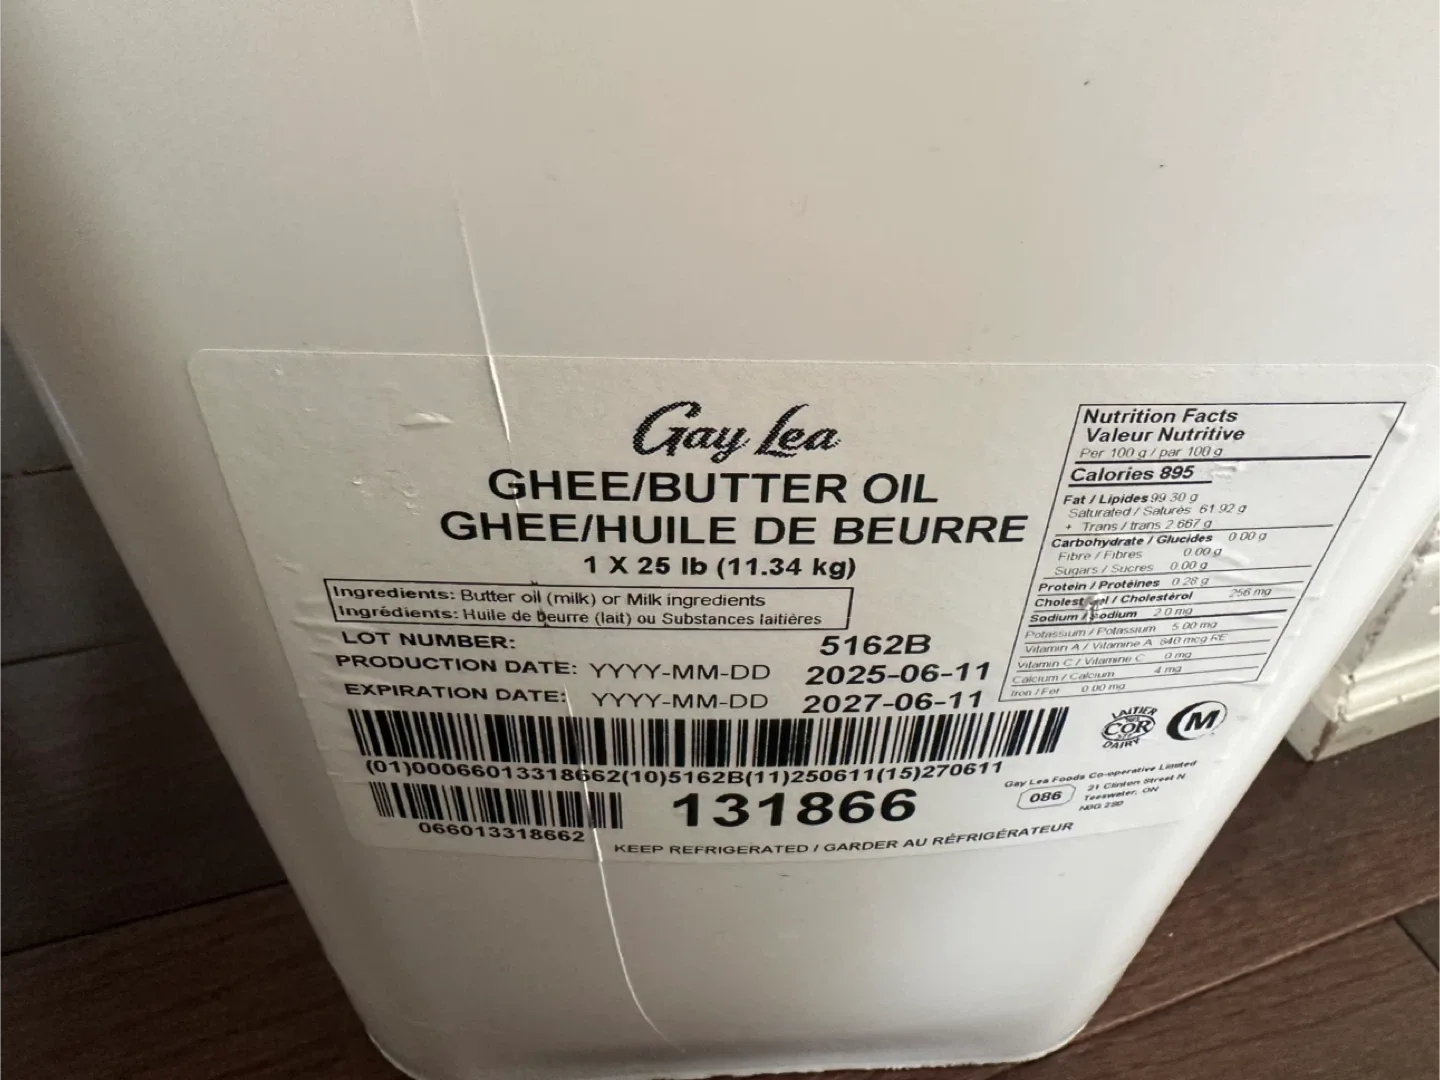 Gay Lea
GHEE/BUTTER OIL
GHEE/HUILE DE BEURRE
1 X 25 lb (11.34 kg)
Ingredients: Butter oil (milk) or Milk ingredients
Ingrédients: Huile de beurre (lait) ou Substances laitières
LOT NUMBER: 5162B
PRODUCTION DATE: YYYY-MM-DD 2025-06-11
EXPIRATION DATE: YYYY-MM-DD 2027-06-11
(01)00066013318662(10)5162B(11)250611(15)270611
066013318662
131866
KEEP REFRIGERATED / GARDER AU RÉFRIGÉRATEUR
Nutrition Facts
Valeur Nutritive
Per 100 g / par 100 g
Calories 895
Fat / Lipides 99.30 g
Saturated / Saturés 61.92 g
+ Trans / trans 2.667 g
Carbohydrate / Glucides 0.00 g
Fibre / Fibres 0.00 g
Sugars / Sucres 0.00 g
Protein / Protéines 0.28 g
Cholesterol / Cholestérol 256 mg
Sodium / Sodium 2.0 mg
Potassium / Potassium 5.00 mg
Vitamin A / Vitamine A 840 mcg RE
Vitamin C / Vitamine C 0 mg
Calcium / Calcium 4 mg
Iron / Fer 0.00 mg
LAITIER
COR
DAIRY
M
Gay Lea Foods Co-operative Limited
086
21 Clinton Street N.
Teeswater, ON